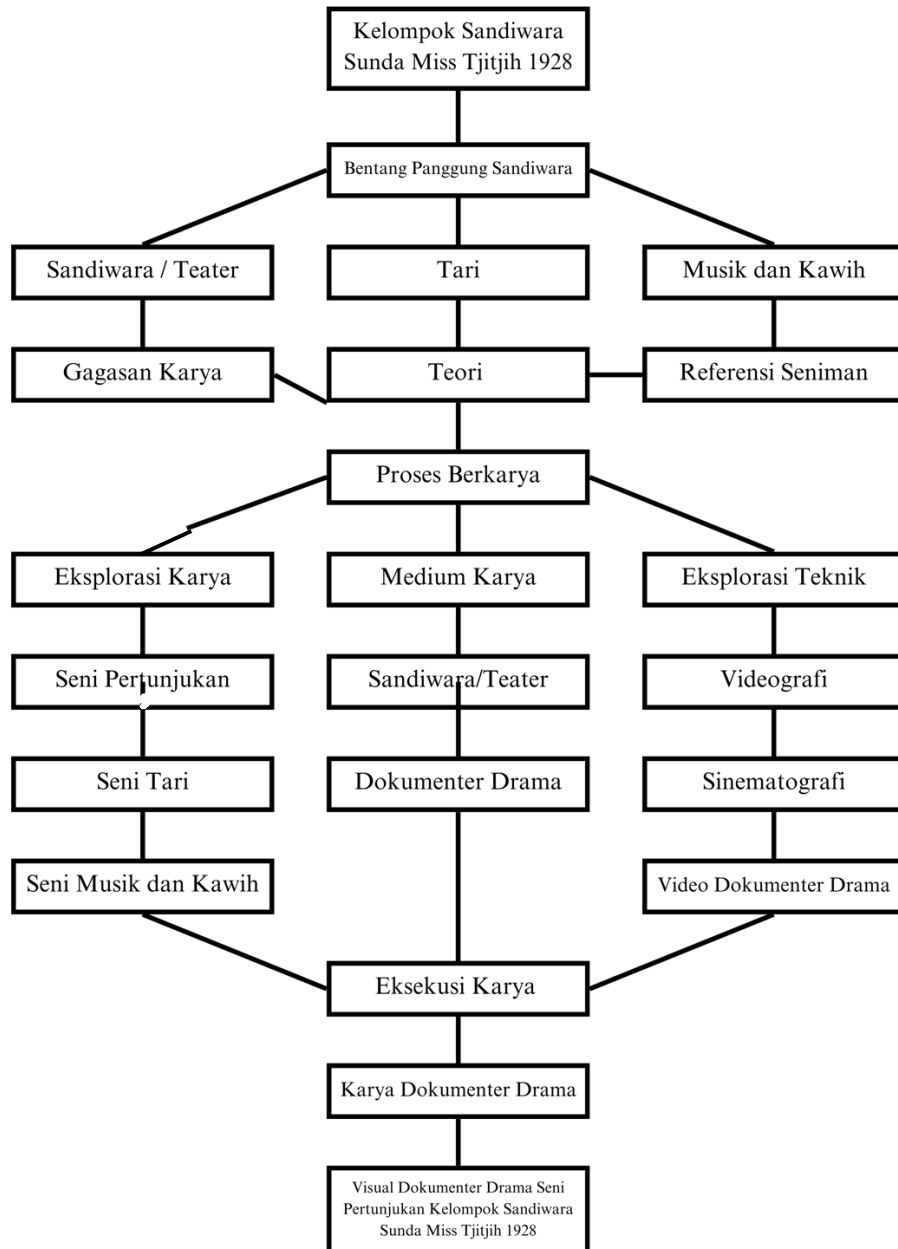 Kelompok Sandiwara
Sunda Miss Tjitjih 1928
Bentang Panggung Sandiwara
Sandiwara / Teater
Tari
Musik dan Kawih
Gagasan Karya
Teori
Referensi Seniman
Proses Berkarya
Eksplorasi Karya
Medium Karya
Eksplorasi Teknik
Seni Pertunjukan
Sandiwara/Teater
Videografi
Seni Tari
Dokumenter Drama
Sinematografi
Seni Musik dan Kawih
Video Dokumenter Drama
Eksekusi Karya
Karya Dokumenter Drama
Visual Dokumenter Drama Seni
Pertunjukan Kelompok Sandiwara
Sunda Miss Tjitjih 1928